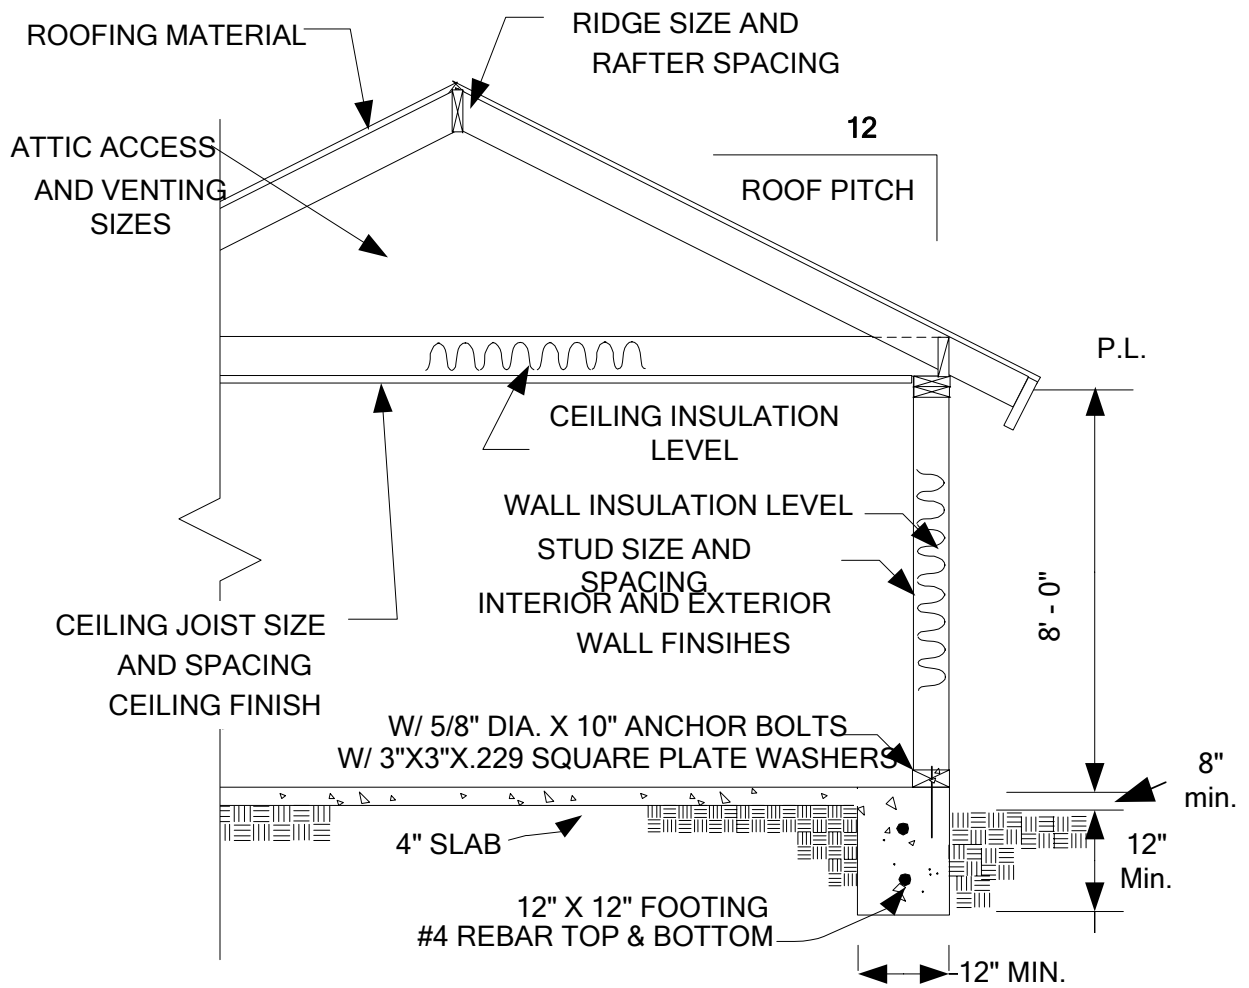 ROOFING MATERIAL
RIDGE SIZE AND
RAFTER SPACING
ATTIC ACCESS
AND VENTING
SIZES
12
ROOF PITCH
P.L.
CEILING INSULATION
LEVEL
WALL INSULATION LEVEL
STUD SIZE AND
SPACING
INTERIOR AND EXTERIOR
WALL FINSIHES
8' - 0"
CEILING JOIST SIZE
AND SPACING
CEILING FINISH
W/ 5/8" DIA. X 10" ANCHOR BOLTS
W/ 3"X3"X.229 SQUARE PLATE WASHERS
8"
min.
4" SLAB
12"
Min.
12" X 12" FOOTING
#4 REBAR TOP & BOTTOM
12" MIN.